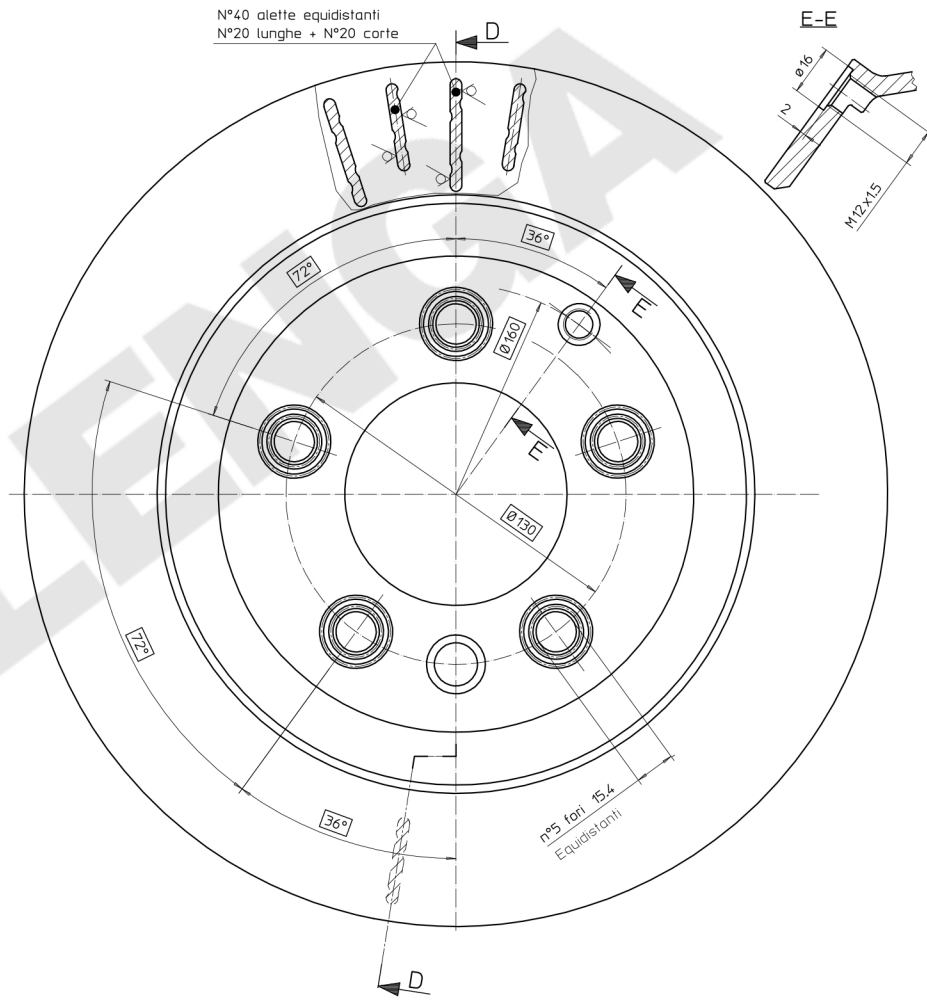 N°40 alette equidistanti
N°20 lunghe + N°20 corte
D
E-E
ø16
2
M12x1.5
72°
36°
E
Ø160
E
Ø130
72°
36°
n°5 fori 15.4
Equidistanti
D
LENGA